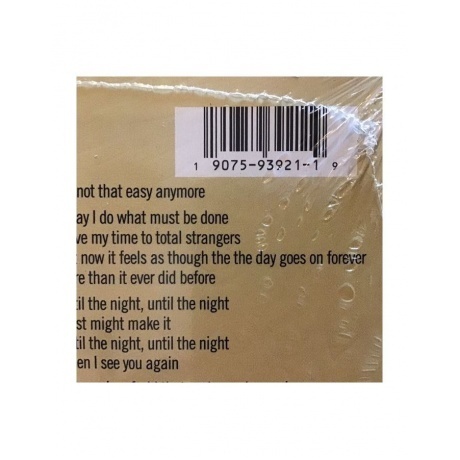 1 9075-93921-1 9
not that easy anymore
ay I do what must be done
ve my time to total strangers
now it feels as though the the day goes on forever
re than it ever did before
til the night, until the night
st might make it
til the night, until the night
en I see you again